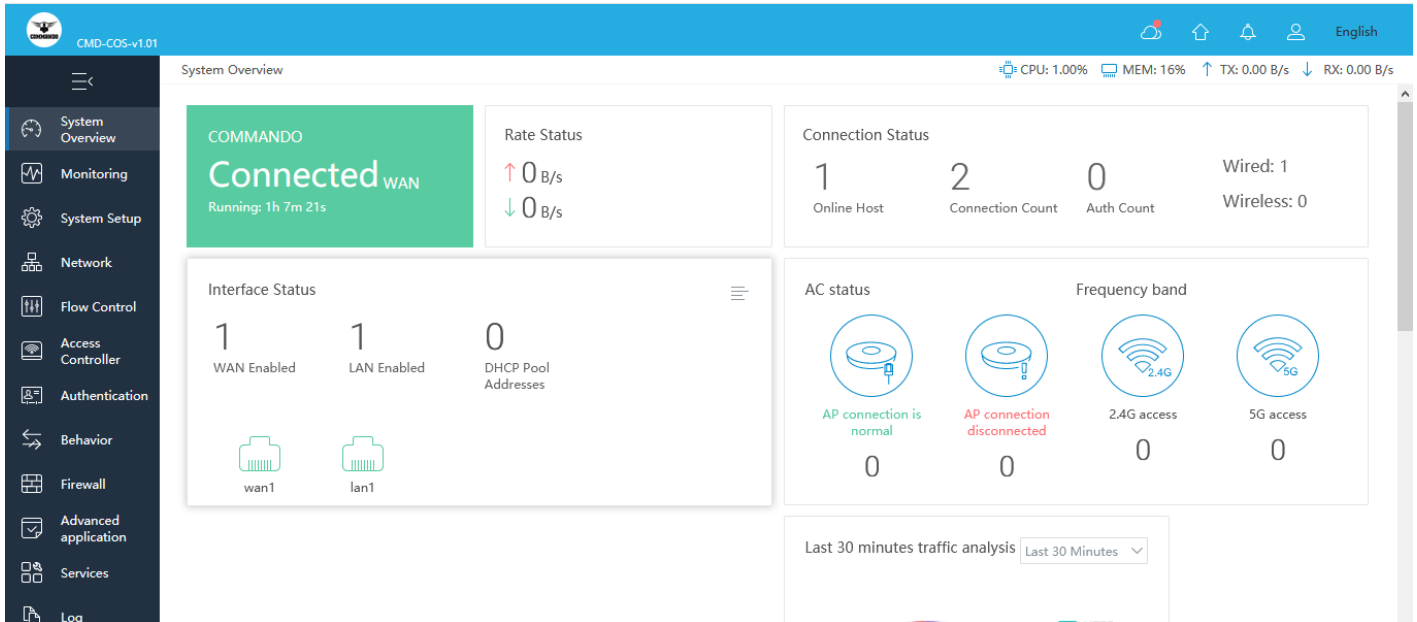 COMMANDO
CMD-COS-v1.01
English
System Overview
CPU: 1.00%
MEM: 16%
TX: 0.00 B/s
RX: 0.00 B/s
System
Overview
Monitoring
System Setup
Network
Flow Control
Access
Controller
Authentication
Behavior
Firewall
Advanced
application
Services
Log
COMMANDO
Connected WAN
Running: 1h 7m 21s
Rate Status
↑ 0 B/s
↓ 0 B/s
Connection Status
1
Online Host
2
Connection Count
0
Auth Count
Wired: 1
Wireless: 0
Interface Status
1
WAN Enabled
1
LAN Enabled
0
DHCP Pool
Addresses
wan1
lan1
AC status
Frequency band
AP connection is
normal
0
AP connection
disconnected
0
2.4G
2.4G access
0
5G
5G access
0
Last 30 minutes traffic analysis
Last 30 Minutes